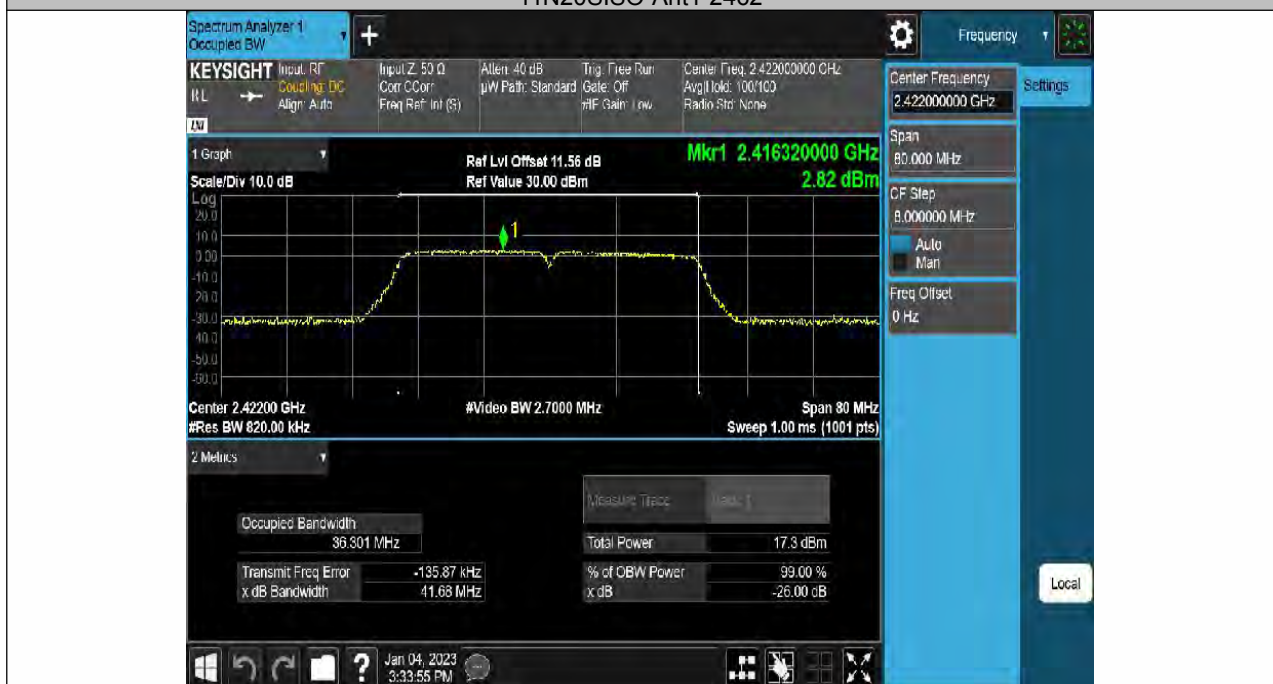 11N20SISO-Ant1-2462
Spectrum Analyzer 1
Occupied BW
Frequency
KEYSIGHT
RL
Input: RF
Coupling: DC
Align: Auto
Input Z: 50 Ω
Corr CCorr
Freq Ref: Int (S)
Atten: 40 dB
µW Path: Standard
Trig: Free Run
Gate: Off
#IF Gain: Low
Center Freq: 2.422000000 GHz
Avg|Hold: 100/100
Radio Std: None
LXI
Center Frequency
2.422000000 GHz
Settings
Span
80.000 MHz
CF Step
8.000000 MHz
Auto
Man
Freq Offset
0 Hz
Local
1 Graph
Scale/Div 10.0 dB
Ref Lvl Offset 11.56 dB
Ref Value 30.00 dBm
Mkr1 2.416320000 GHz
2.82 dBm
Log
20.0
10.0
0.00
-10.0
-20.0
-30.0
-40.0
-50.0
-60.0
1
Center 2.42200 GHz
#Res BW 820.00 kHz
#Video BW 2.7000 MHz
Span 80 MHz
Sweep 1.00 ms (1001 pts)
2 Metrics
Measure Trace Trace 1
Occupied Bandwidth
36.301 MHz
Total Power 17.3 dBm
Transmit Freq Error -135.87 kHz
% of OBW Power 99.00 %
x dB Bandwidth 41.68 MHz
x dB -26.00 dB
?
Jan 04, 2023
3:33:55 PM